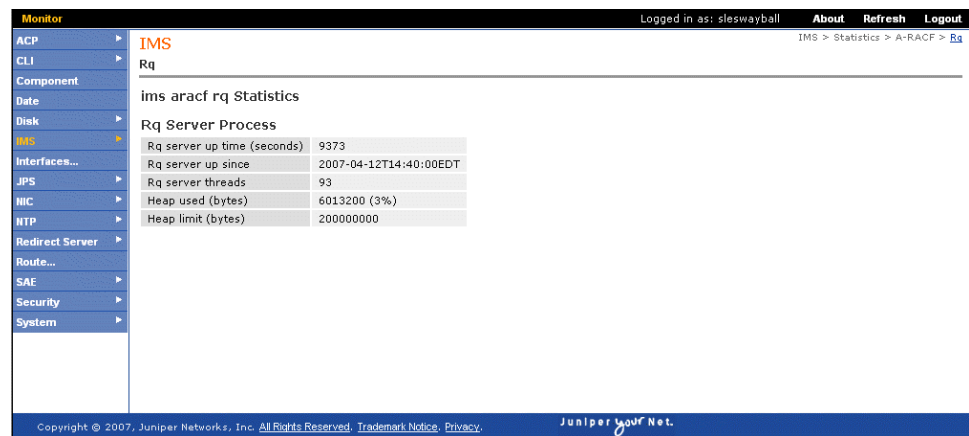 Monitor
Logged in as: sleswayball About Refresh Logout
IMS > Statistics > A-RACF > Rq
ACP
CLI
Component
Date
Disk
IMS
Interfaces...
JPS
NIC
NTP
Redirect Server
Route...
SAE
Security
System
IMS
Rq
ims aracf rq Statistics
Rq Server Process
Rq server up time (seconds) 9373
Rq server up since 2007-04-12T14:40:00EDT
Rq server threads 93
Heap used (bytes) 6013200 (3%)
Heap limit (bytes) 200000000
Copyright © 2007, Juniper Networks, Inc. All Rights Reserved. Trademark Notice. Privacy.
Juniper your Net.